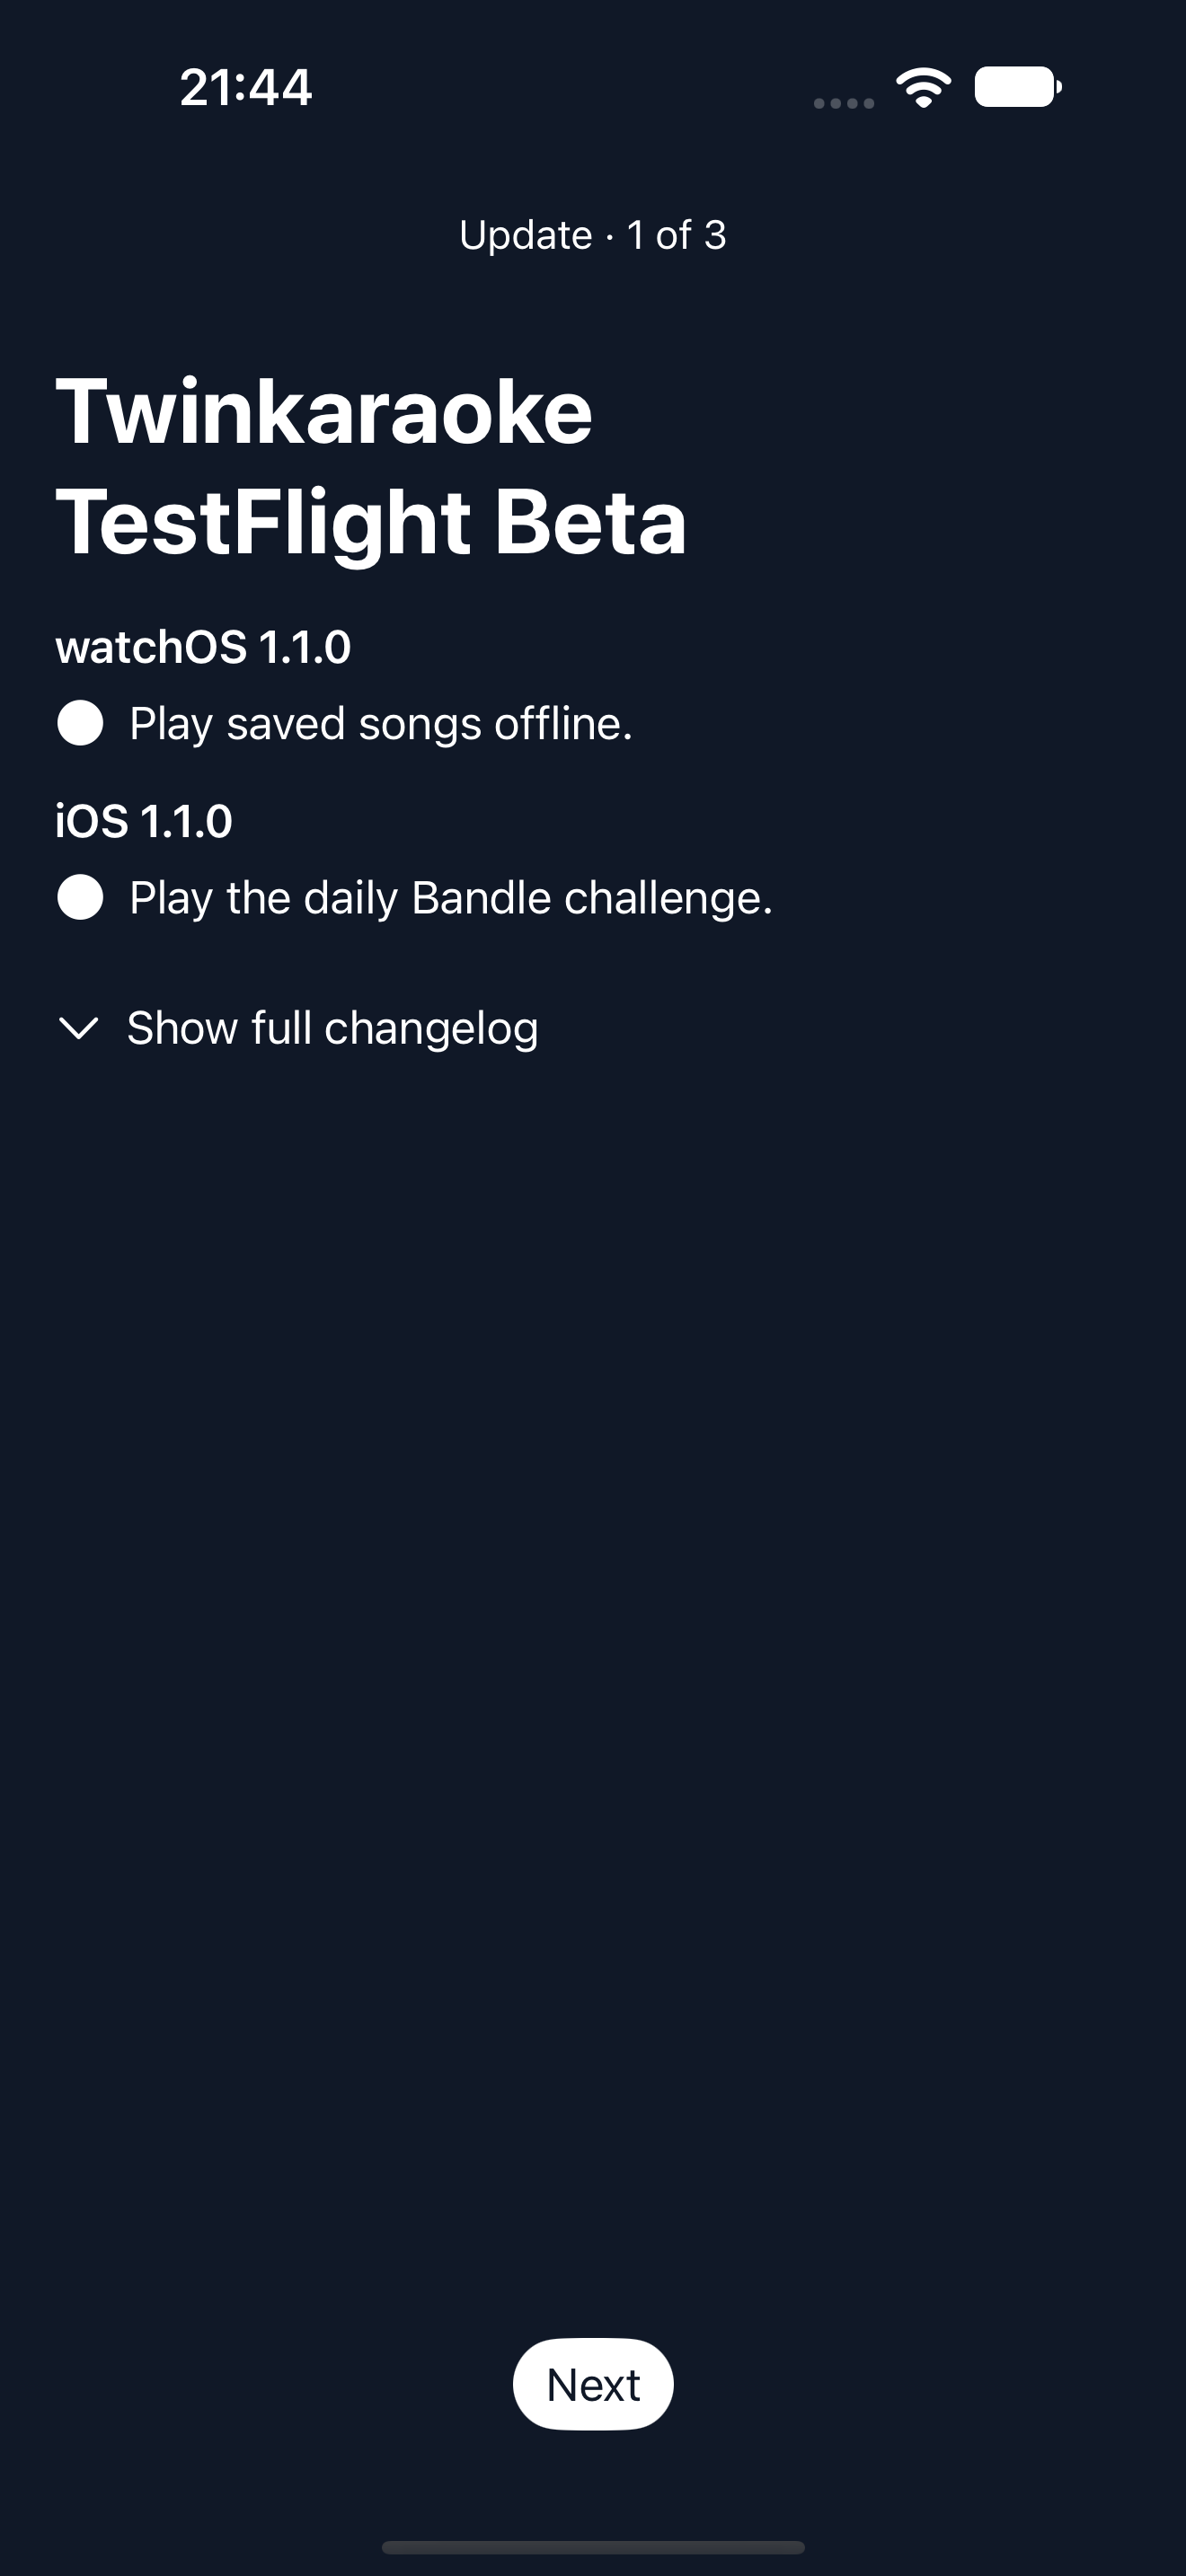 21:44
Update · 1 of 3
Twinkaraoke
TestFlight Beta
watchOS 1.1.0
Play saved songs offline.
iOS 1.1.0
Play the daily Bandle challenge.
Show full changelog
Next